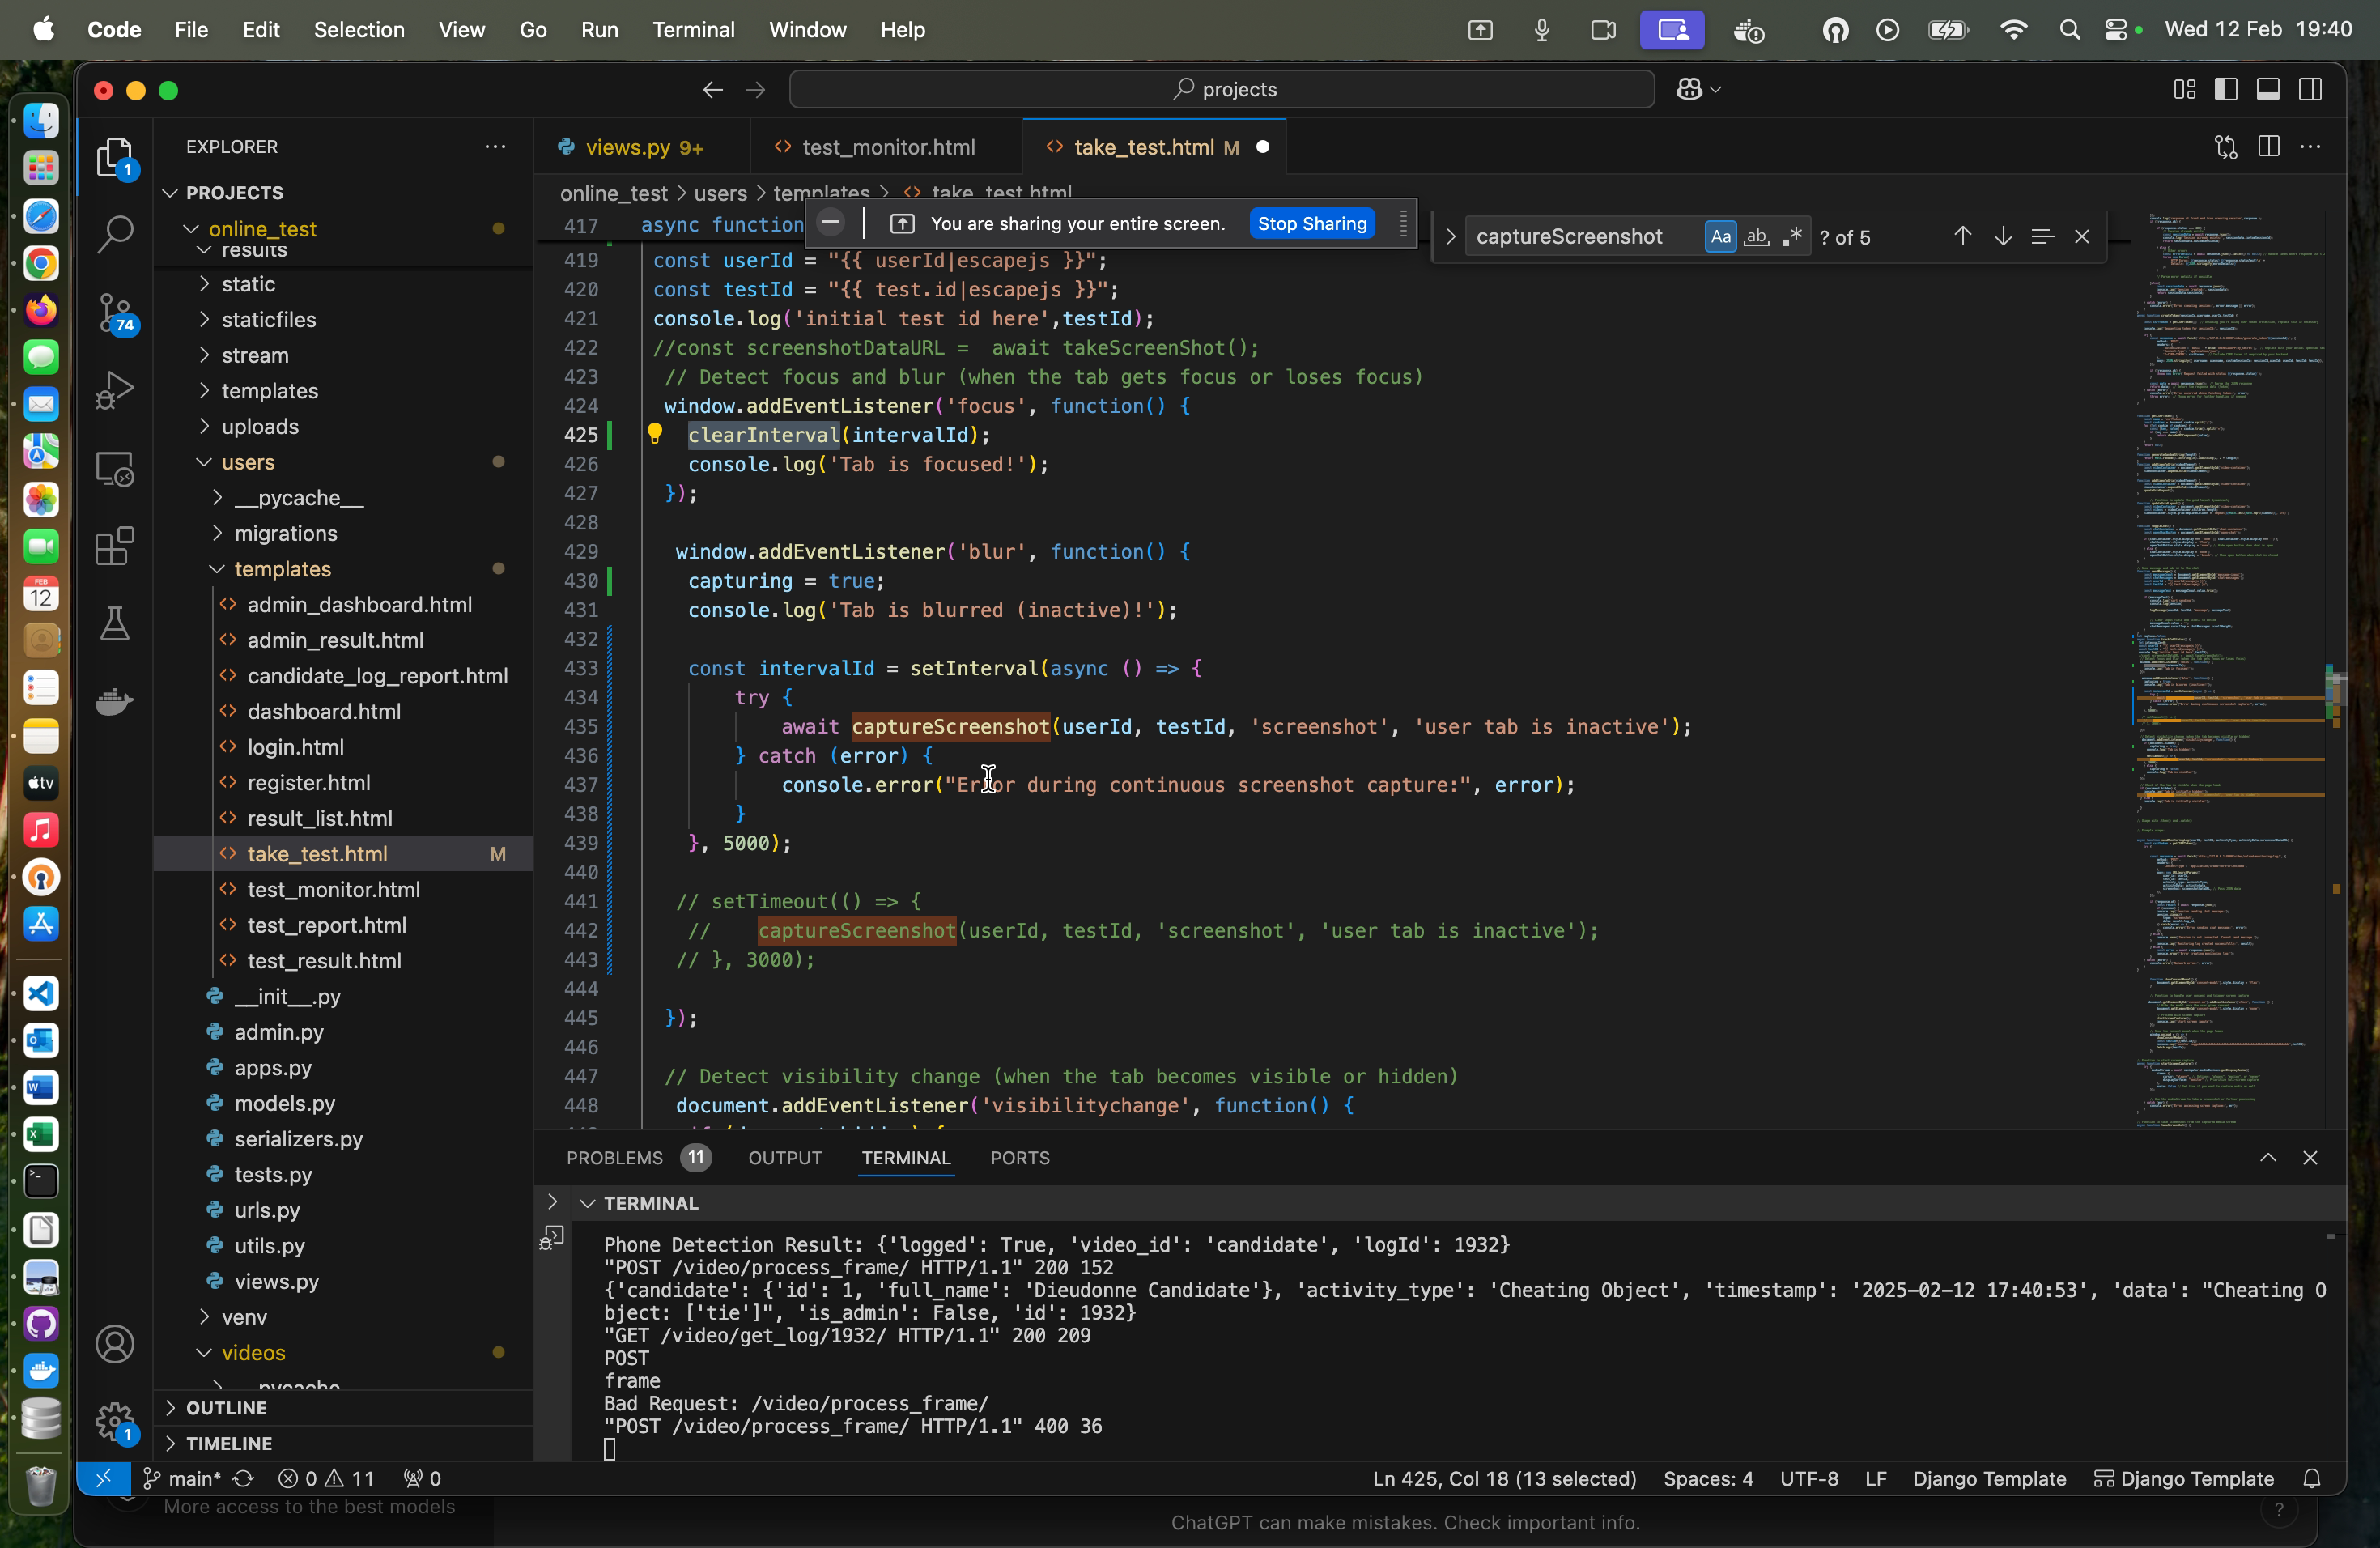 Code File Edit Selection View Go Run Terminal Window Help Wed 12 Feb 19:40
projects
EXPLORER
PROJECTS
online_test
results
static
staticfiles
stream
templates
uploads
users
__pycache__
migrations
templates
admin_dashboard.html
admin_result.html
candidate_log_report.html
dashboard.html
login.html
register.html
result_list.html
take_test.html M
test_monitor.html
test_report.html
test_result.html
__init__.py
admin.py
apps.py
models.py
serializers.py
tests.py
urls.py
utils.py
views.py
venv
videos
pycache
OUTLINE
TIMELINE
1
74
1
FEB
12
tv
views.py 9+ test_monitor.html take_test.html M
online_test > users > templates > take_test.html
You are sharing your entire screen. Stop Sharing
captureScreenshot Aa ab .* ? of 5
417 async function
419 const userId = "{{ userId|escapejs }}";
420 const testId = "{{ test.id|escapejs }}";
421 console.log('initial test id here',testId);
422 //const screenshotDataURL =  await takeScreenShot();
423 // Detect focus and blur (when the tab gets focus or loses focus)
424 window.addEventListener('focus', function() {
425 clearInterval(intervalId);
426 console.log('Tab is focused!');
427 });
428
429 window.addEventListener('blur', function() {
430 capturing = true;
431 console.log('Tab is blurred (inactive)!');
432
433 const intervalId = setInterval(async () => {
434 try {
435 await captureScreenshot(userId, testId, 'screenshot', 'user tab is inactive');
436 } catch (error) {
437 console.error("Error during continuous screenshot capture:", error);
438 }
439 }, 5000);
440
441 // setTimeout(() => {
442 //    captureScreenshot(userId, testId, 'screenshot', 'user tab is inactive');
443 // }, 3000);
444
445 });
446
447 // Detect visibility change (when the tab becomes visible or hidden)
448 document.addEventListener('visibilitychange', function() {
PROBLEMS 11 OUTPUT TERMINAL PORTS
TERMINAL
Phone Detection Result: {'logged': True, 'video_id': 'candidate', 'logId': 1932}
"POST /video/process_frame/ HTTP/1.1" 200 152
{'candidate': {'id': 1, 'full_name': 'Dieudonne Candidate'}, 'activity_type': 'Cheating Object', 'timestamp': '2025-02-12 17:40:53', 'data': "Cheating O
bject: ['tie']", 'is_admin': False, 'id': 1932}
"GET /video/get_log/1932/ HTTP/1.1" 200 209
POST
frame
Bad Request: /video/process_frame/
"POST /video/process_frame/ HTTP/1.1" 400 36
main* 0 11 0 Ln 425, Col 18 (13 selected) Spaces: 4 UTF-8 LF Django Template Django Template
More access to the best models
ChatGPT can make mistakes. Check important info.
?